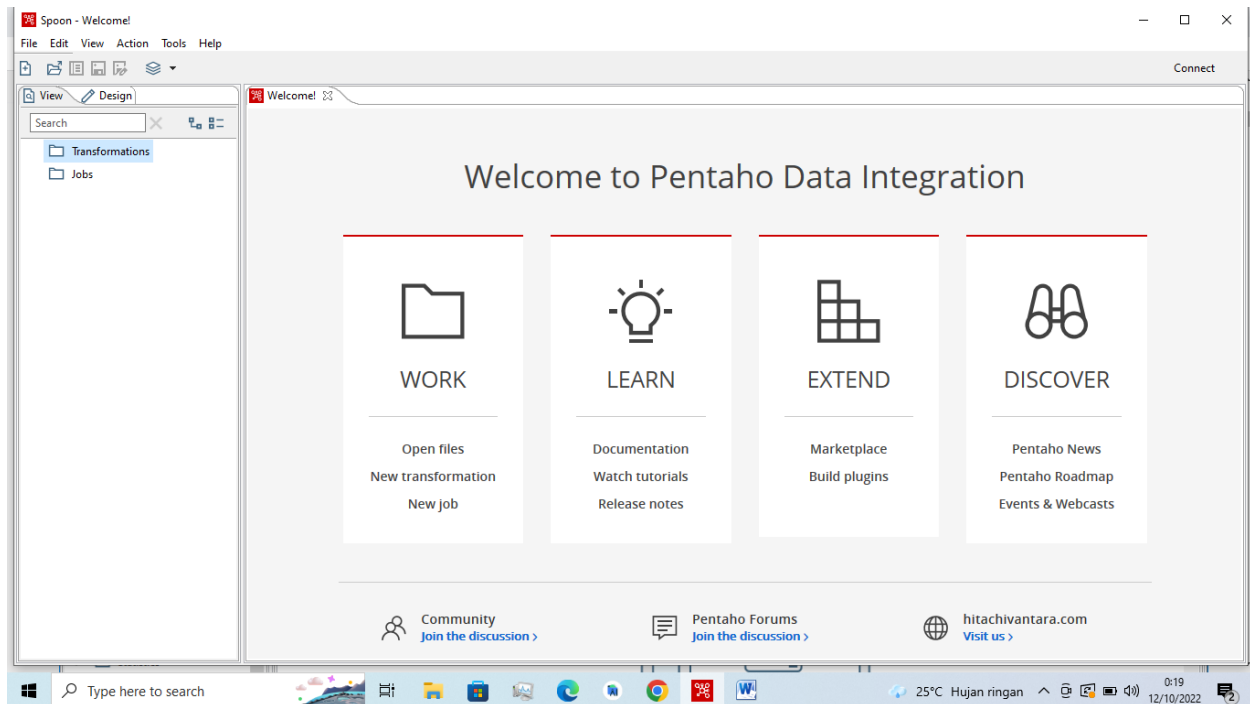 Spoon - Welcome!
File Edit View Action Tools Help
Connect
View Design
Welcome!
Search
Transformations
Jobs
Welcome to Pentaho Data Integration
WORK
Open files
New transformation
New job
LEARN
Documentation
Watch tutorials
Release notes
EXTEND
Marketplace
Build plugins
DISCOVER
Pentaho News
Pentaho Roadmap
Events & Webcasts
Community
Join the discussion >
Pentaho Forums
Join the discussion >
hitachivantara.com
Visit us >
Type here to search
W
25°C Hujan ringan
0:19
12/10/2022
2